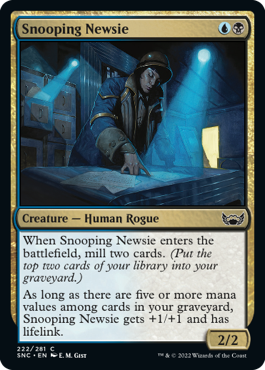 Snooping Newsie
Creature — Human Rogue
When Snooping Newsie enters the
battlefield, mill two cards. (Put the
top two cards of your library into
your graveyard.)
As long as there are five or more mana
values among cards in your graveyard,
Snooping Newsie gets +1/+1 and has
lifelink.
2/2
222/281 C
SNC • EN E. M. Gist
™ & © 2022 Wizards of the Coast